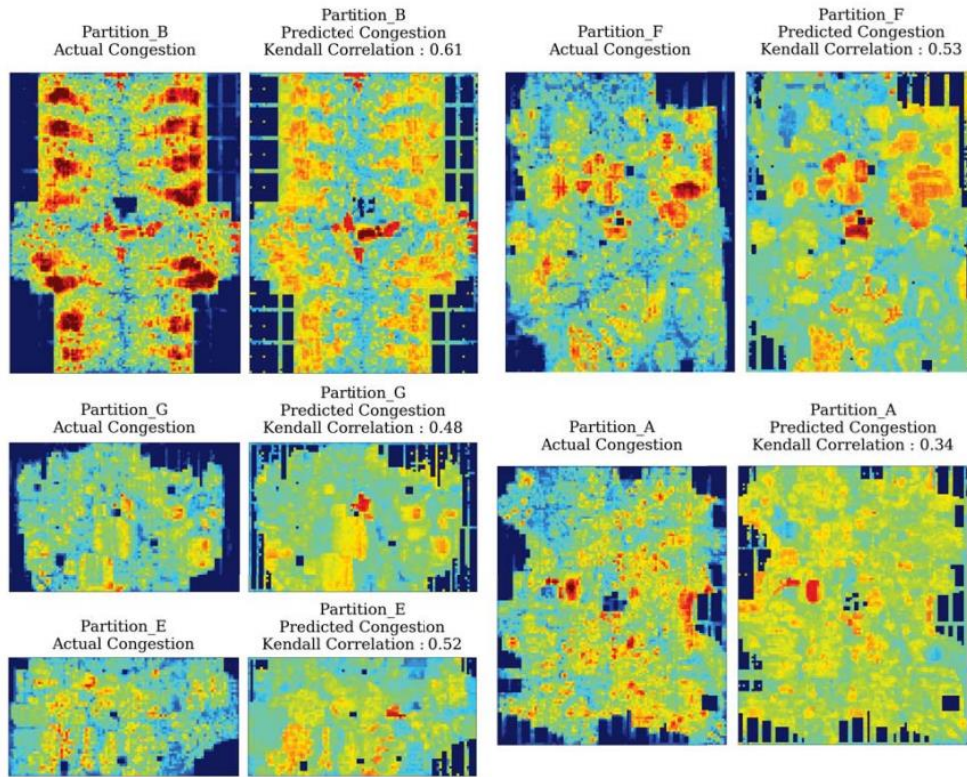 Partition_B
Actual Congestion
Partition_B
Predicted Congestion
Kendall Correlation : 0.61
Partition_F
Actual Congestion
Partition_F
Predicted Congestion
Kendall Correlation : 0.53
Partition_G
Actual Congestion
Partition_G
Predicted Congestion
Kendall Correlation : 0.48
Partition_A
Actual Congestion
Partition_A
Predicted Congestion
Kendall Correlation : 0.34
Partition_E
Actual Congestion
Partition_E
Predicted Congestion
Kendall Correlation : 0.52